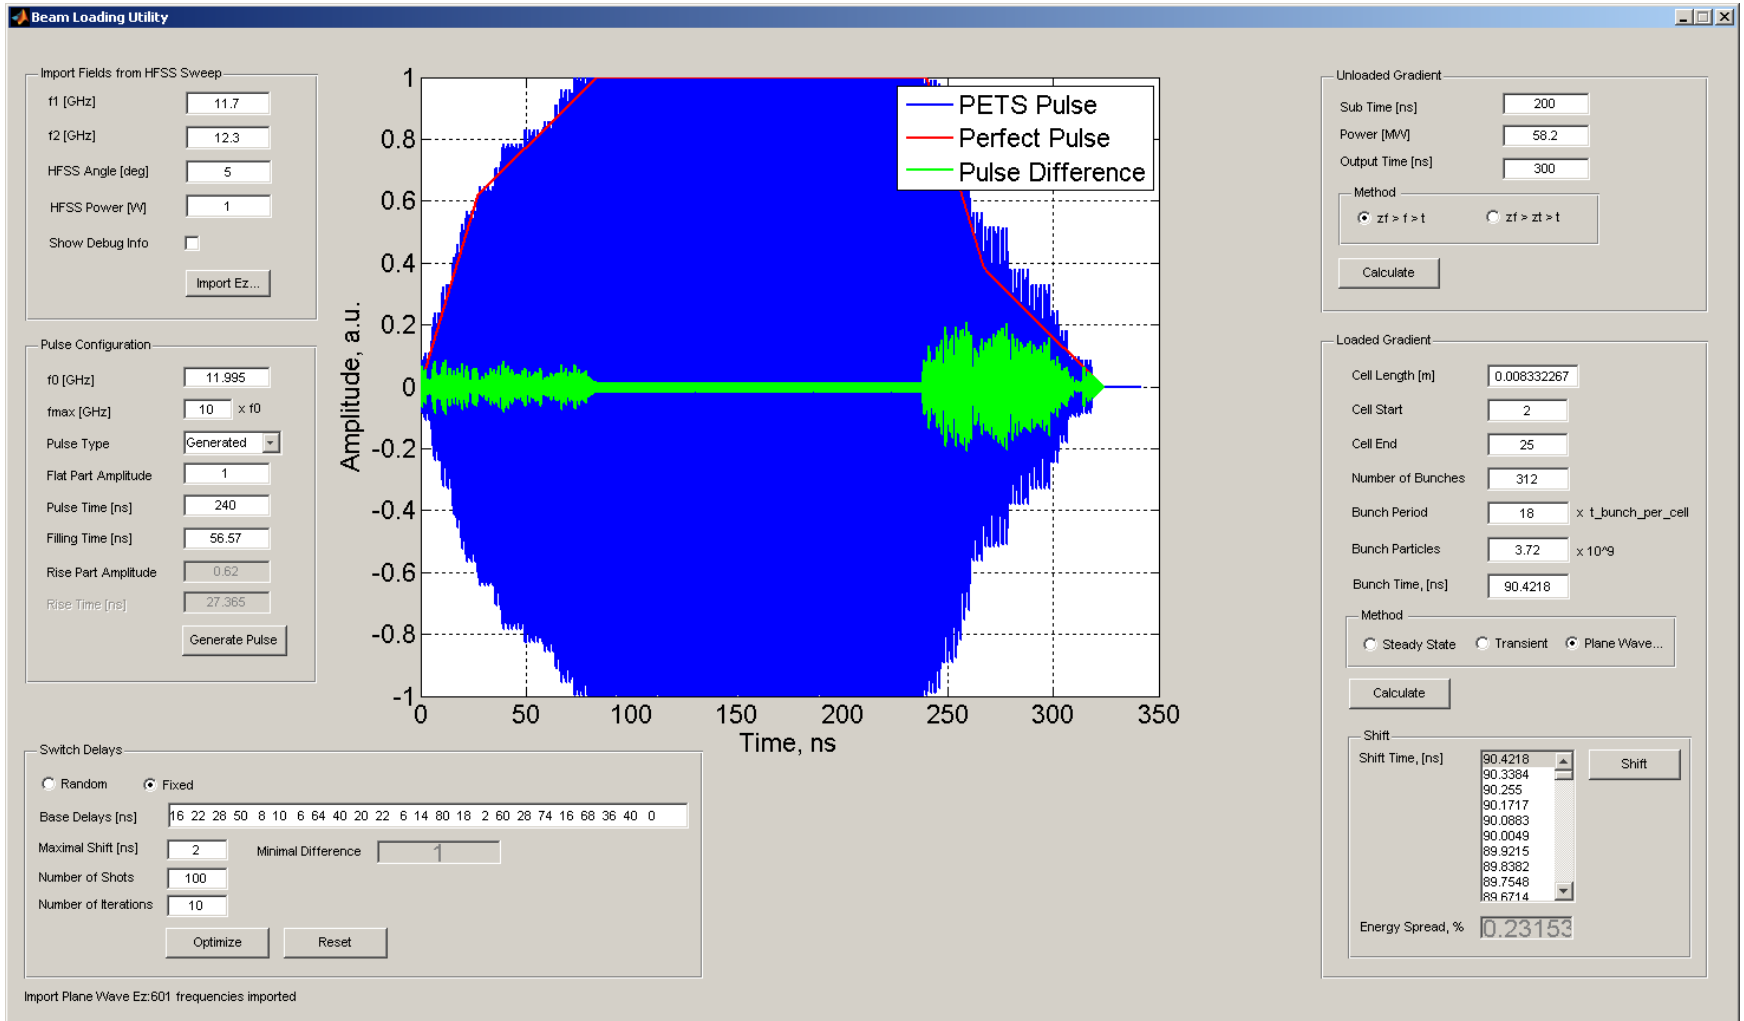 Beam Loading Utility
Import Fields from HFSS Sweep
f1 [GHz] 11.7
f2 [GHz] 12.3
HFSS Angle [deg] 5
HFSS Power [W] 1
Show Debug Info
Import Ez...
Pulse Configuration
f0 [GHz] 11.995
fmax [GHz] 10 x f0
Pulse Type Generated
Flat Part Amplitude 1
Pulse Time [ns] 240
Filling Time [ns] 56.57
Rise Part Amplitude 0.62
Rise Time [ns] 27.365
Generate Pulse
1
0.8
0.6
0.4
0.2
0
-0.2
-0.4
-0.6
-0.8
-1
Amplitude, a.u.
0 50 100 150 200 250 300 350
Time, ns
PETS Pulse
Perfect Pulse
Pulse Difference
Switch Delays
Random Fixed
Base Delays [ns] 16 22 28 50 8 10 6 64 40 20 22 6 14 80 18 2 60 28 74 16 68 36 40 0
Maximal Shift [ns] 2 Minimal Difference 1
Number of Shots 100
Number of Iterations 10
Optimize Reset
Import Plane Wave Ez:601 frequencies imported
Unloaded Gradient
Sub Time [ns] 200
Power [MW] 58.2
Output Time [ns] 300
Method
zf > f > t zf > zt > t
Calculate
Loaded Gradient
Cell Length [m] 0.008332267
Cell Start 2
Cell End 25
Number of Bunches 312
Bunch Period 18 x t_bunch_per_cell
Bunch Particles 3.72 x 10^9
Bunch Time, [ns] 90.4218
Method
Steady State Transient Plane Wave...
Calculate
Shift
Shift Time, [ns] 90.4218 Shift
90.3384
90.255
90.1717
90.0883
90.0049
89.9215
89.8382
89.7548
89.6714
Energy Spread, % 0.23153